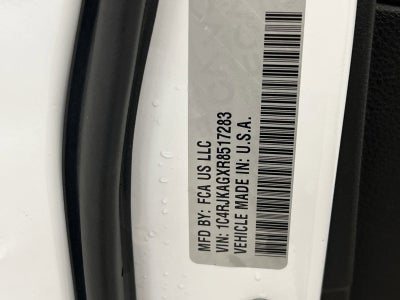 MFD BY: FCA US LLC
VIN: 1C4RJKAGXR8517283
VEHICLE MADE IN: U.S.A.